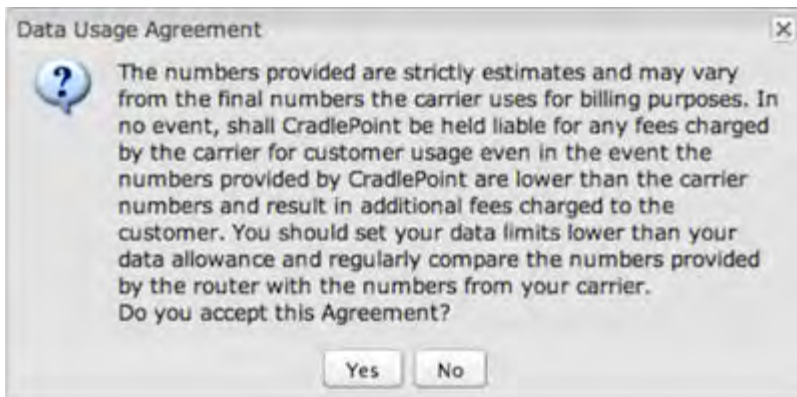 Data Usage Agreement
The numbers provided are strictly estimates and may vary
from the final numbers the carrier uses for billing purposes. In
no event, shall CradlePoint be held liable for any fees charged
by the carrier for customer usage even in the event the
numbers provided by CradlePoint are lower than the carrier
numbers and result in additional fees charged to the
customer. You should set your data limits lower than your
data allowance and regularly compare the numbers provided
by the router with the numbers from your carrier.
Do you accept this Agreement?
Yes No